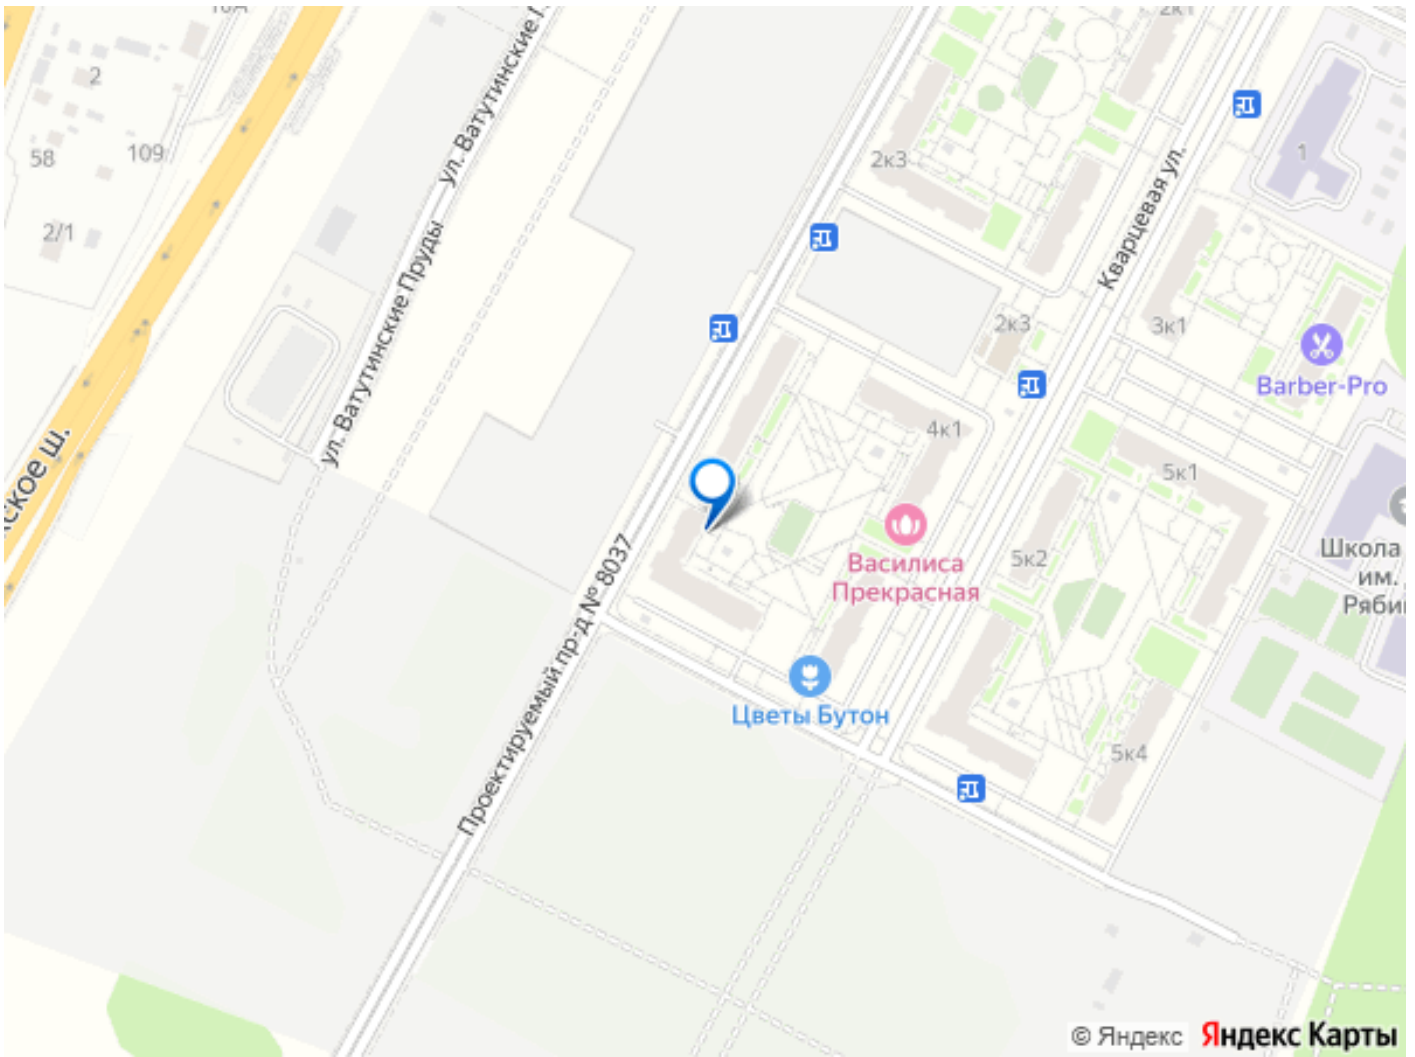 2к1
2
58
109
2/1
ул. Ватутинские
ул. Ватутинские Пруды
2к3
1
Кварцевая ул.
2к3
3к1
Barber-Pro
4к1
5к1
ское ш.
Василиса
Прекрасная
5к2
Школа
им.
Проектируемый пр-д № 8037
Цветы Бутон
5к4
© Яндекс Яндекс Карты